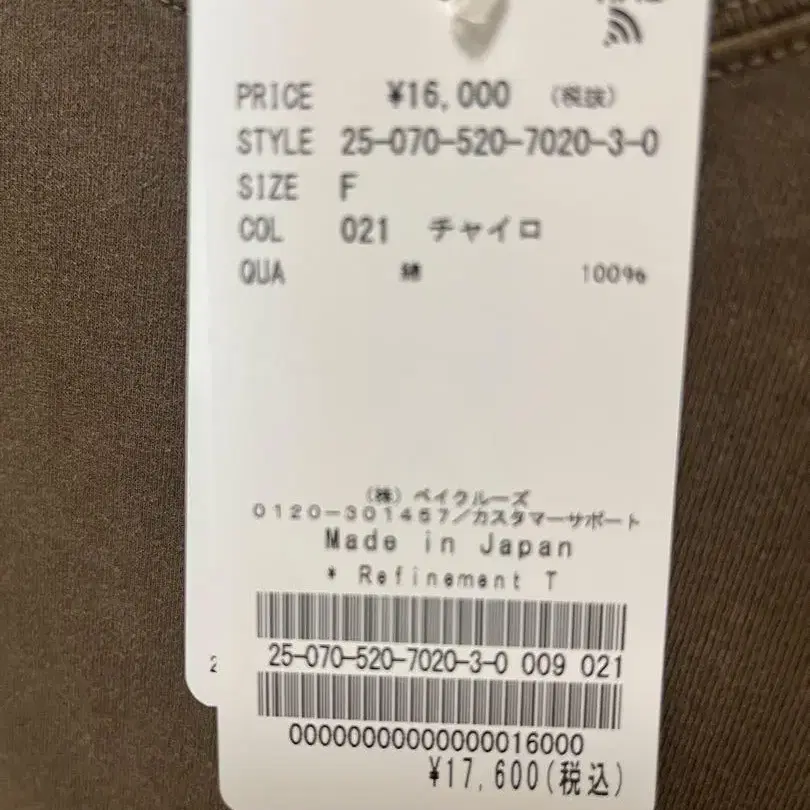 PRICE ¥16,000 (税抜)
STYLE 25-070-520-7020-3-0
SIZE F
COL 021 チャイロ
QUA 綿 100%
(株) ベイクルーズ
0120-301457/カスタマーサポート
Made in Japan
* Refinement T
25-070-520-7020-3-0 009 021
2
00000000000000016000
¥17,600(税込)